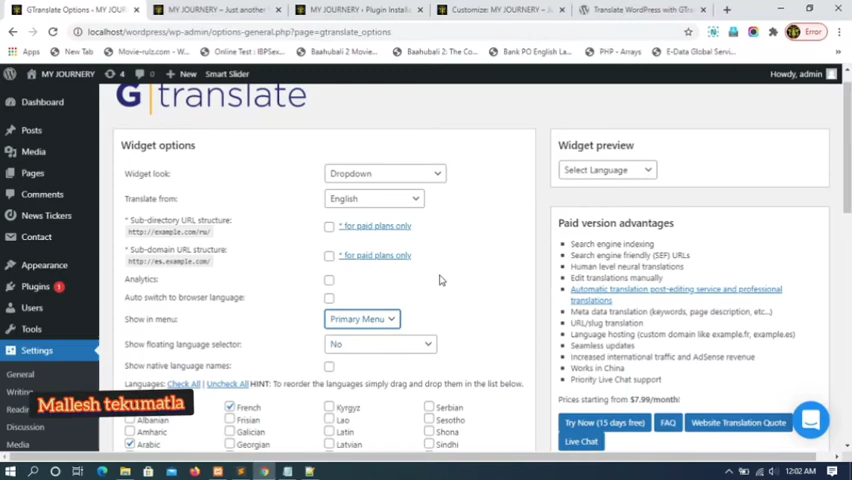 GTranslate Options ‹ MY JOURNERY
MY JOURNERY – Just another
MY JOURNERY › Plugin Install
Customize: MY JOURNERY –
Translate WordPress with GTra
localhost/wordpress/wp-admin/options-general.php?page=gtranslate_options
Error
Apps
New Tab
Movie-rulz.com - W...
Online Test : IBPSex...
Baahubali 2 (2017)...
Baahubali 2: The Co...
Bank PO English La...
PHP - Arrays
E-Data Global Servi...
MY JOURNERY
4
0
+ New
Smart Slider
Howdy, admin
Dashboard
Posts
Media
Pages
Comments
News Tickers
Contact
Appearance
Plugins 1
Users
Tools
Settings
General
Writing
Reading
Discussion
Media
Mallesh tekumatla
G translate
Widget options
Widget look:
Dropdown
Translate from:
English
* Sub-directory URL structure:
http://example.com/ru/
* for paid plans only
* Sub-domain URL structure:
http://es.example.com/
* for paid plans only
Analytics:
Auto switch to browser language:
Show in menu:
Primary Menu
Show floating language selector:
No
Show native language names:
Languages: Check All | Uncheck All HINT: To reorder the languages simply drag and drop them in the list below.
French
Kyrgyz
Serbian
Albanian
Frisian
Lao
Sesotho
Amharic
Galician
Latin
Shona
Arabic
Georgian
Latvian
Sindhi
Widget preview
Select Language
Paid version advantages
Search engine indexing
Search engine friendly (SEF) URLs
Human level neural translations
Edit translations manually
Automatic translation post-editing service and professional
translations
Meta data translation (keywords, page description, etc...)
URL/slug translation
Language hosting (custom domain like example.fr, example.es)
Seamless updates
Increased international traffic and AdSense revenue
Works in China
Priority Live Chat support
Prices starting from $7.99/month!
Try Now (15 days free)
FAQ
Website Translation Quote
Live Chat
12:02 AM